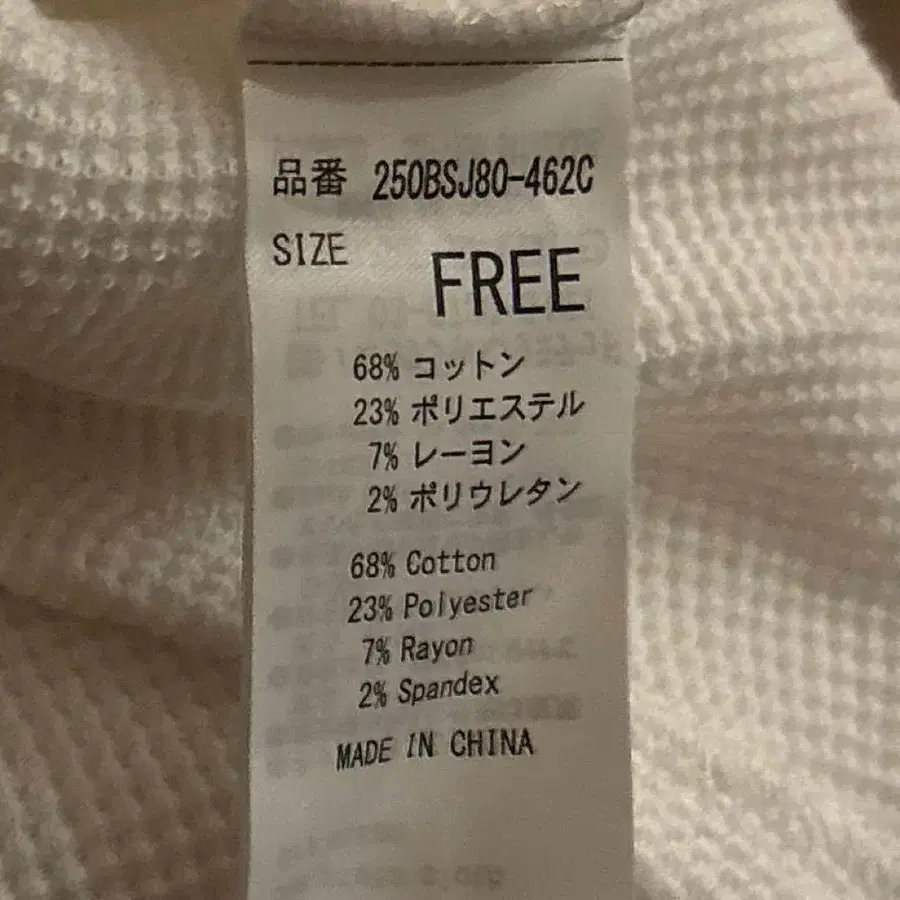 品番 250BSJ80-462C
SIZE
FREE
68% コットン
23% ポリエステル
7% レーヨン
2% ポリウレタン
68% Cotton
23% Polyester
7% Rayon
2% Spandex
MADE IN CHINA